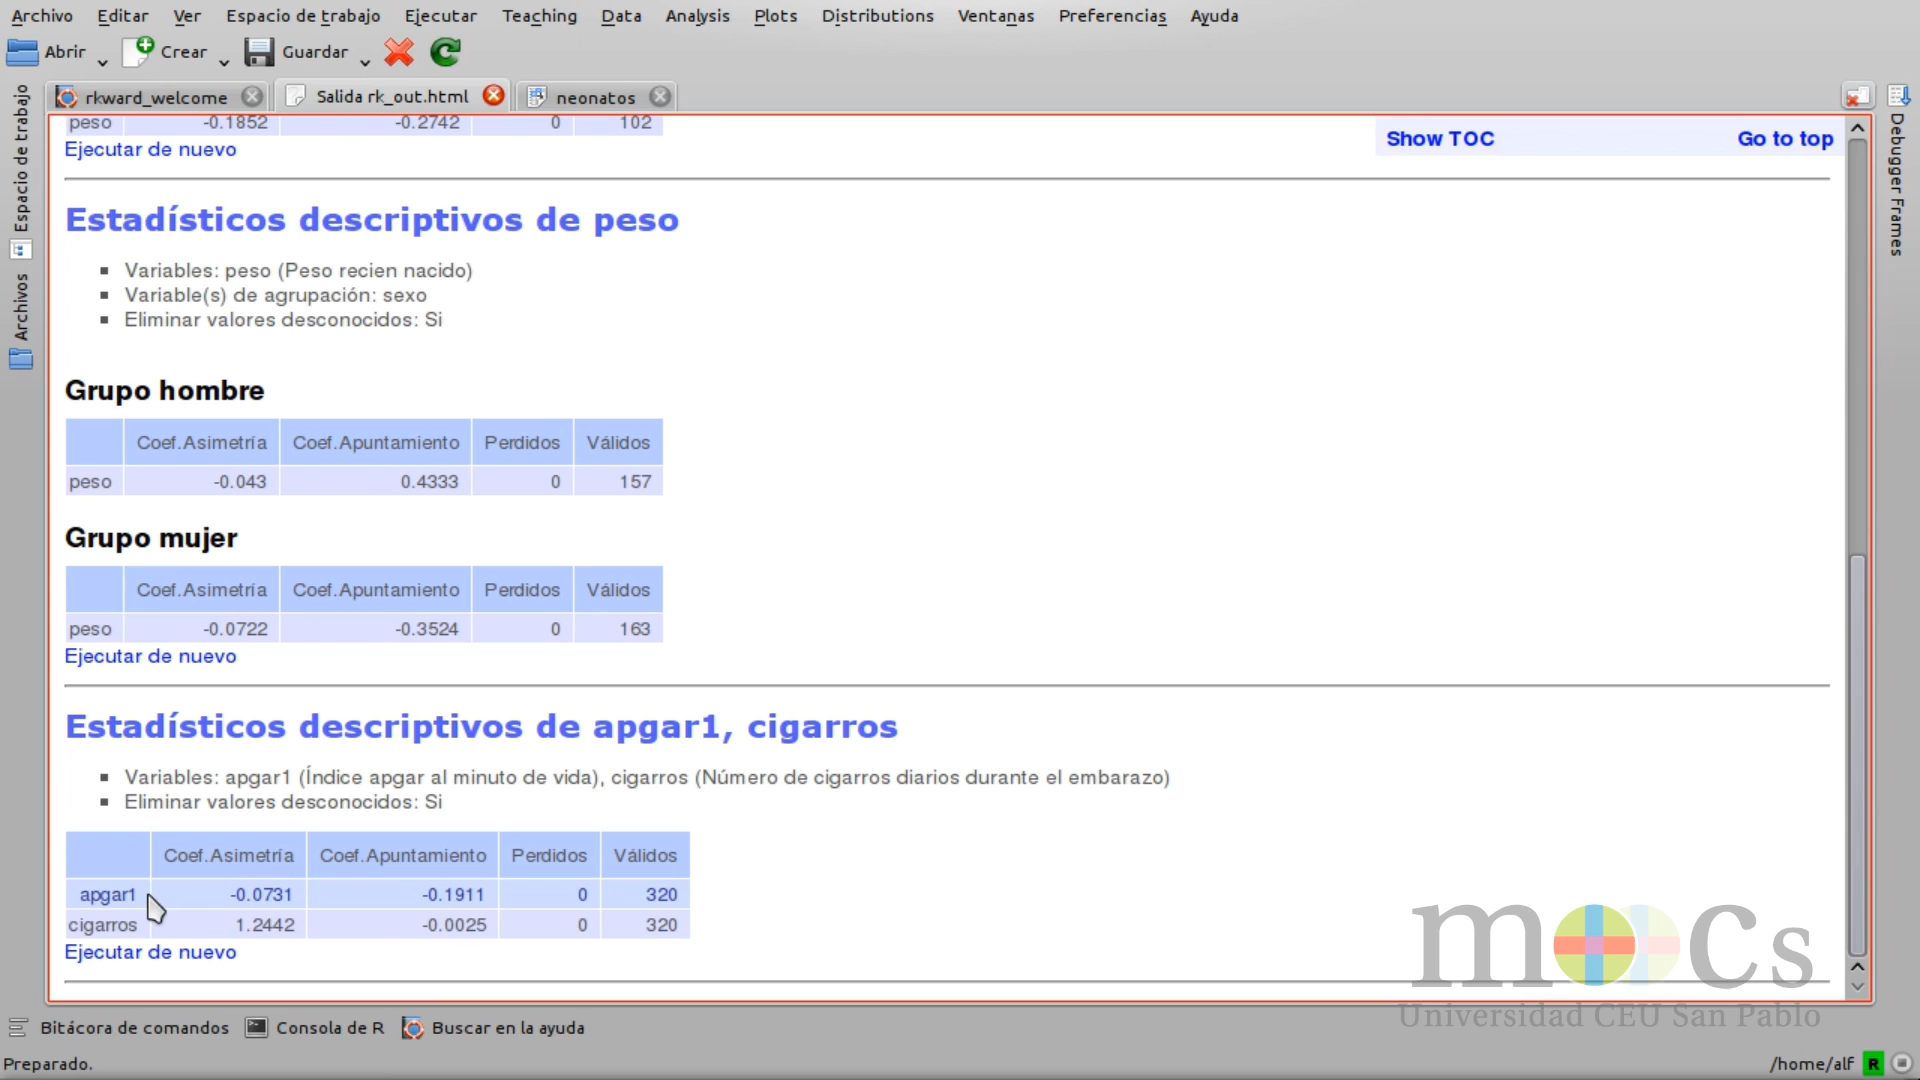 Archivo Editar Ver Espacio de trabajo Ejecutar Teaching Data Analysis Plots Distributions Ventanas Preferencias Ayuda
Abrir Crear Guardar
rkward_welcome Salida rk_out.html neonatos
Espacio de trabajo
Archivos
Debugger Frames
peso -0.1852 -0.2742 0 102
Show TOC Go to top
Ejecutar de nuevo
Estadísticos descriptivos de peso
Variables: peso (Peso recien nacido)
Variable(s) de agrupación: sexo
Eliminar valores desconocidos: Si
Grupo hombre
Coef.Asimetría Coef.Apuntamiento Perdidos Válidos
peso -0.043 0.4333 0 157
Grupo mujer
Coef.Asimetría Coef.Apuntamiento Perdidos Válidos
peso -0.0722 -0.3524 0 163
Ejecutar de nuevo
Estadísticos descriptivos de apgar1, cigarros
Variables: apgar1 (Índice apgar al minuto de vida), cigarros (Número de cigarros diarios durante el embarazo)
Eliminar valores desconocidos: Si
Coef.Asimetría Coef.Apuntamiento Perdidos Válidos
apgar1 -0.0731 -0.1911 0 320
cigarros 1.2442 -0.0025 0 320
Ejecutar de nuevo
moocs
Universidad CEU San Pablo
Bitácora de comandos Consola de R Buscar en la ayuda
Preparado. /home/alf R